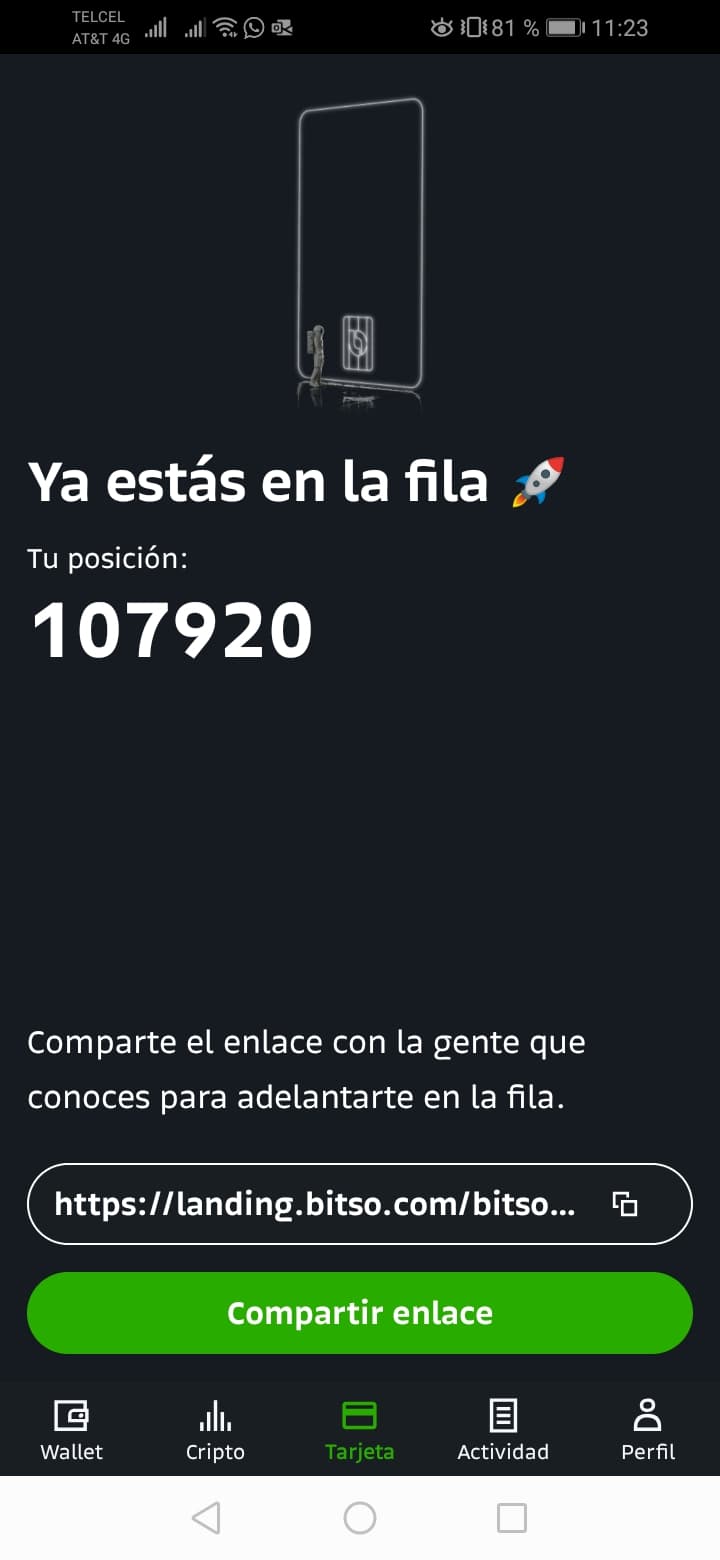 TELCEL
AT&T 4G
81 % 11:23
Ya estás en la fila 🚀
Tu posición:
107920
Comparte el enlace con la gente que
conoces para adelantarte en la fila.
https://landing.bitso.com/bitso...
Compartir enlace
Wallet Cripto Tarjeta Actividad Perfil